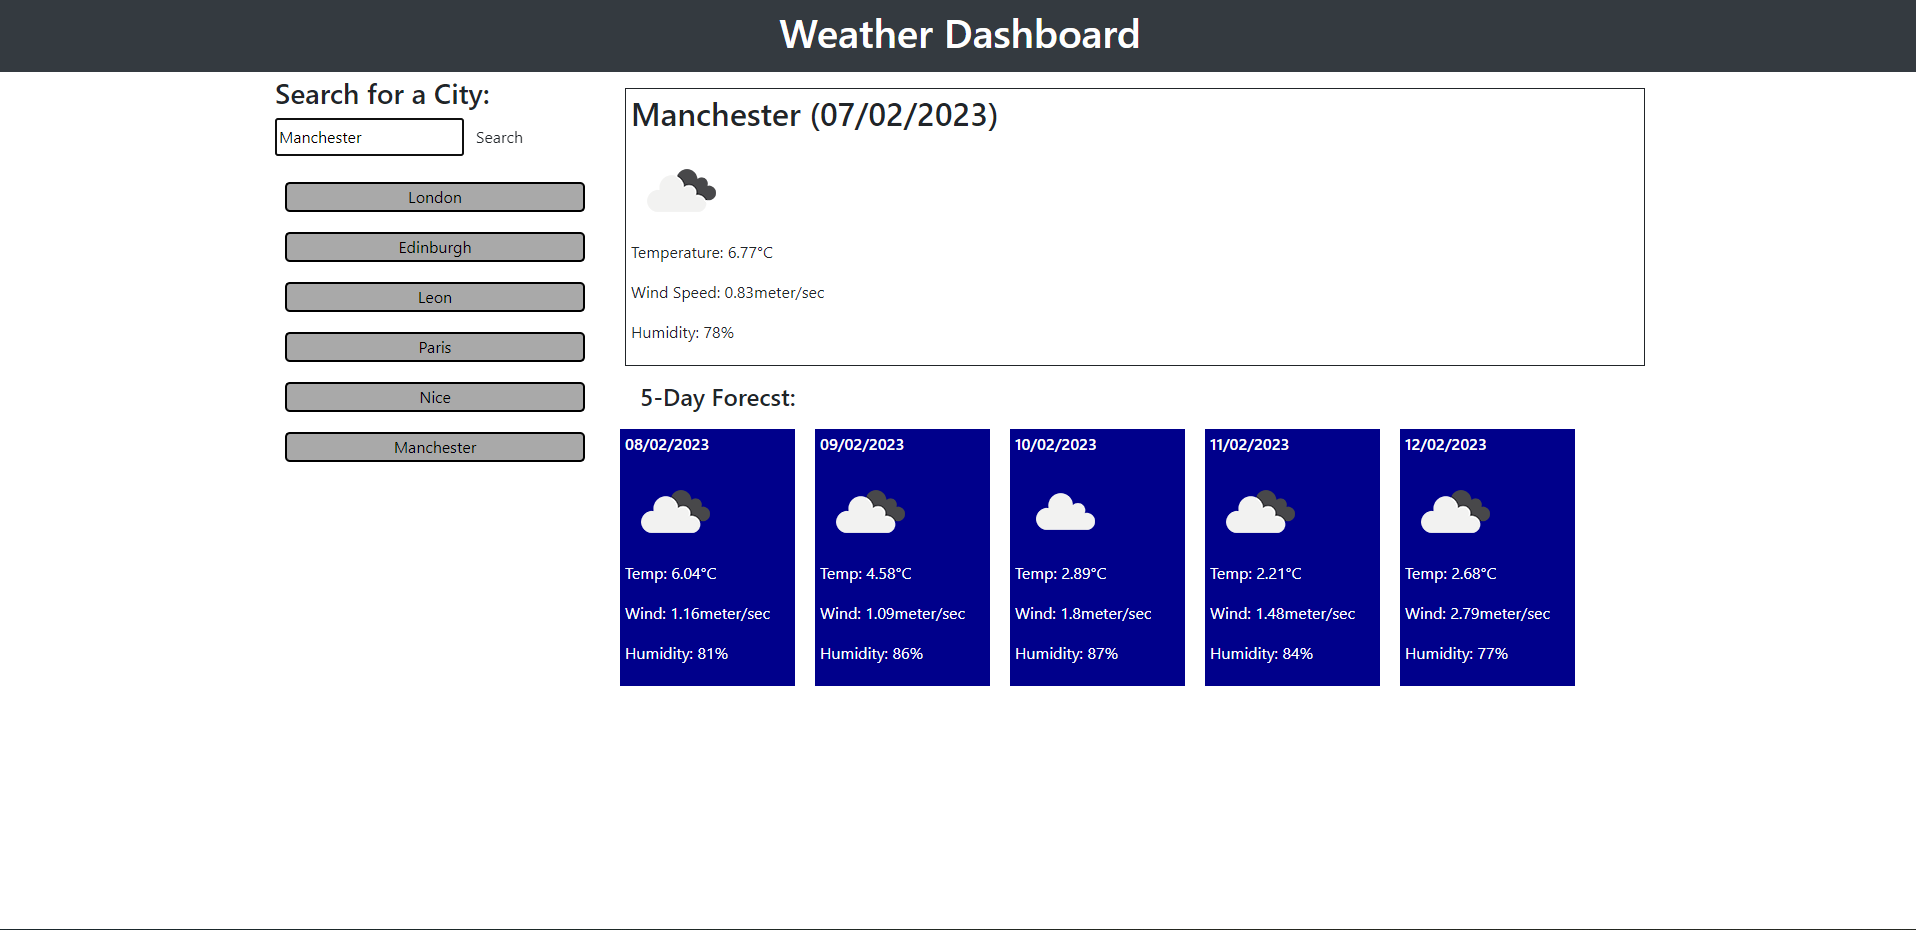 Weather Dashboard
Search for a City:
Manchester
Search
London
Edinburgh
Leon
Paris
Nice
Manchester
Manchester (07/02/2023)
Temperature: 6.77°C
Wind Speed: 0.83meter/sec
Humidity: 78%
5-Day Forecst:
08/02/2023
Temp: 6.04°C
Wind: 1.16meter/sec
Humidity: 81%
09/02/2023
Temp: 4.58°C
Wind: 1.09meter/sec
Humidity: 86%
10/02/2023
Temp: 2.89°C
Wind: 1.8meter/sec
Humidity: 87%
11/02/2023
Temp: 2.21°C
Wind: 1.48meter/sec
Humidity: 84%
12/02/2023
Temp: 2.68°C
Wind: 2.79meter/sec
Humidity: 77%